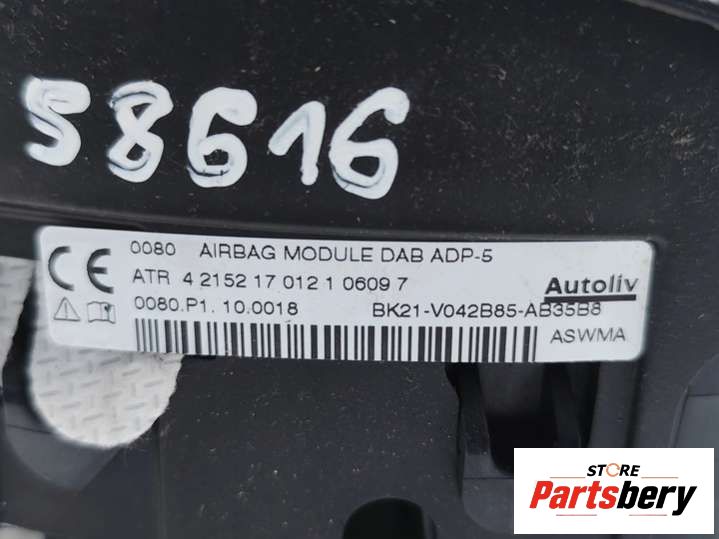 58616
0080 AIRBAG MODULE DAB ADP-5
CE
ATR 4 2152 17 012 1 0609 7
Autoliv
0080.P1. 10.0018 BK21-V042B85-AB35B8
ASWMA
STORE
Partsbery